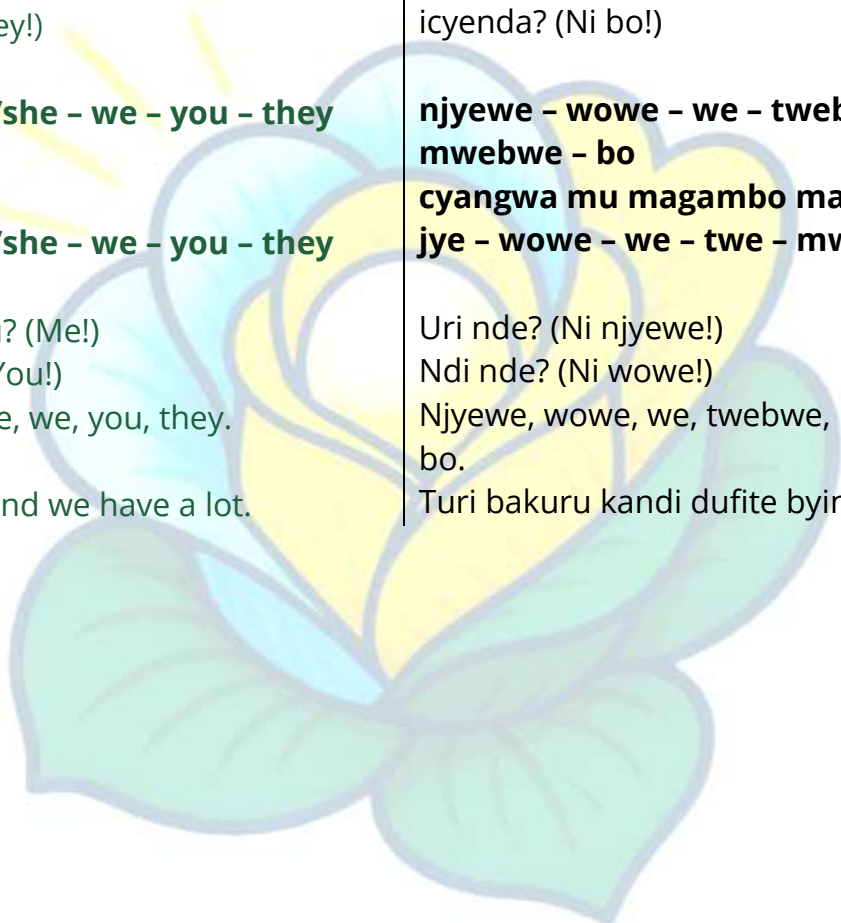 ey!)
/she – we – you – they
/she – we – you – they
? (Me!)
You!)
e, we, you, they.
nd we have a lot.
icyenda? (Ni bo!)
njyewe – wowe – we – tweb
mwebwe – bo
cyangwa mu magambo ma
jye – wowe – we – twe – mw
Uri nde? (Ni njyewe!)
Ndi nde? (Ni wowe!)
Njyewe, wowe, we, twebwe,
bo.
Turi bakuru kandi dufite byin